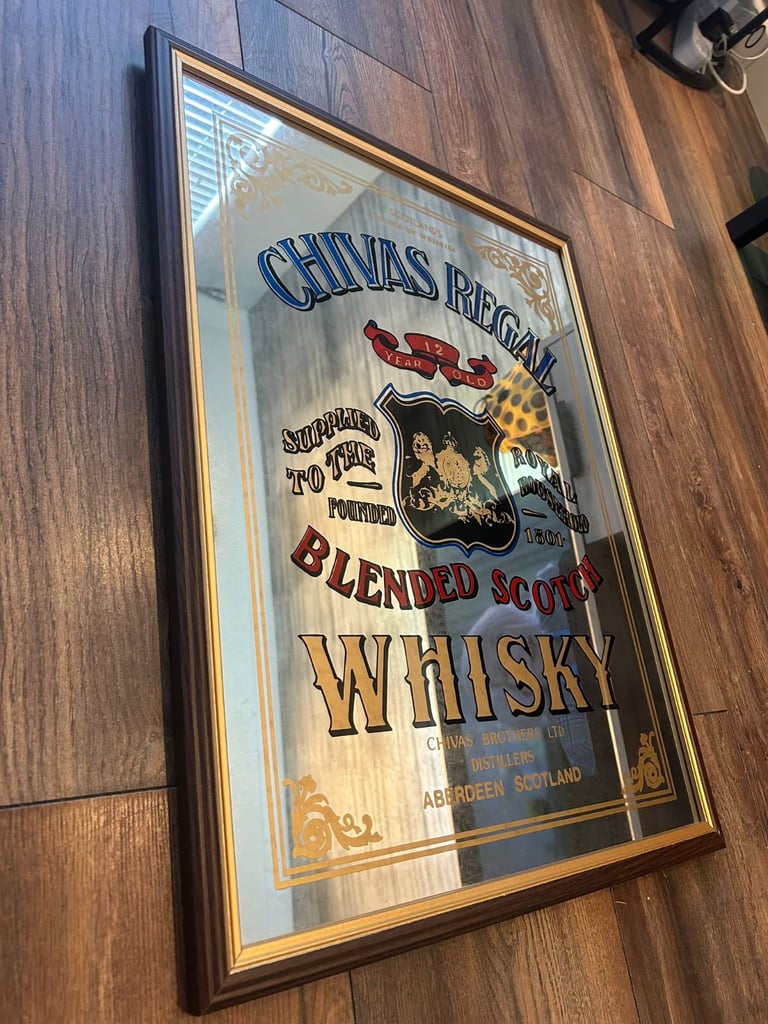 SCOTLAND'S
CHIVAS REGAL
12
YEAR OLD
SUPPLIED
TO THE
ROYAL
HOUSEHOLD
FOUNDED
1801
BLENDED SCOTCH
WHISKY
CHIVAS BROTHERS LTD
DISTILLERS
ABERDEEN SCOTLAND